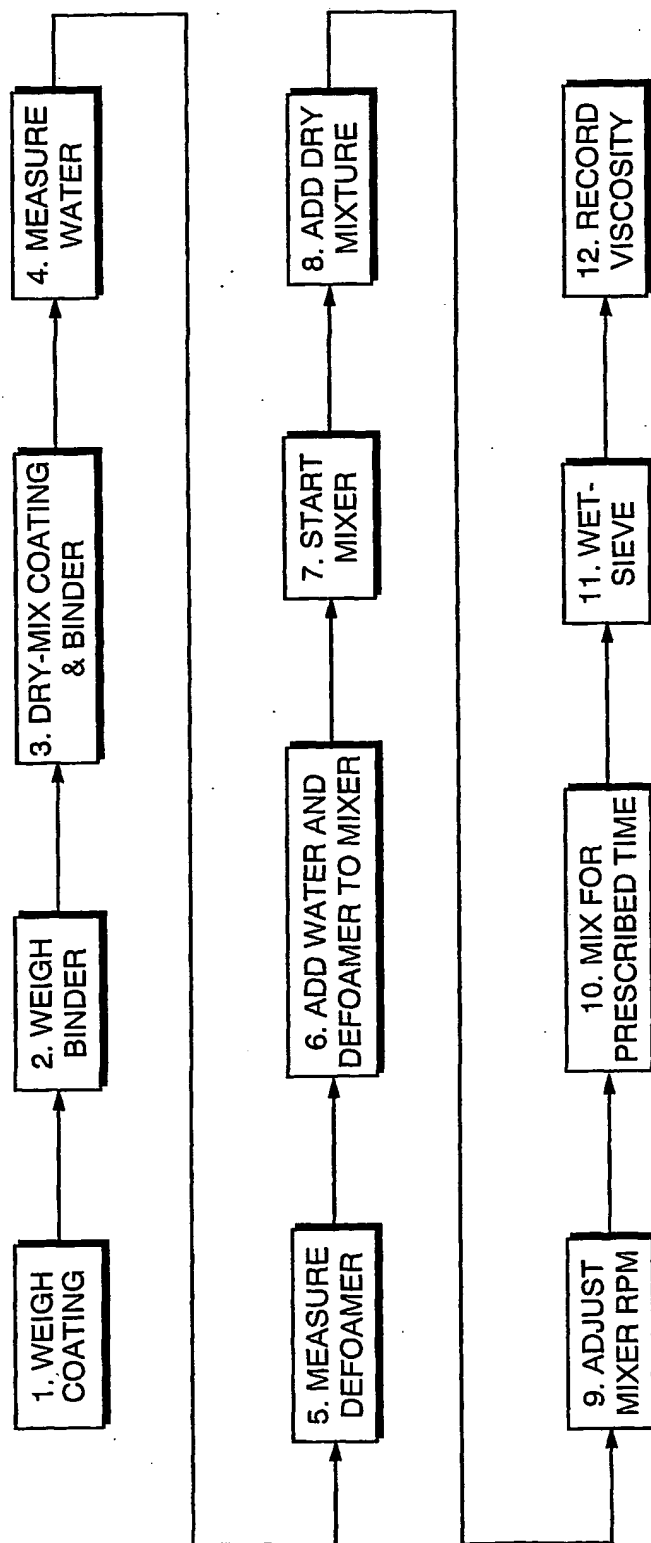 1. WEIGH
COATING
2. WEIGH
BINDER
3. DRY-MIX COATING
& BINDER
4. MEASURE
WATER
5. MEASURE
DEFOAMER
6. ADD WATER AND
DEFOAMER TO MIXER
7. START
MIXER
8. ADD DRY
MIXTURE
9. ADJUST
MIXER RPM
10. MIX FOR
PRESCRIBED TIME
11. WET-
SIEVE
12. RECORD
VISCOSITY